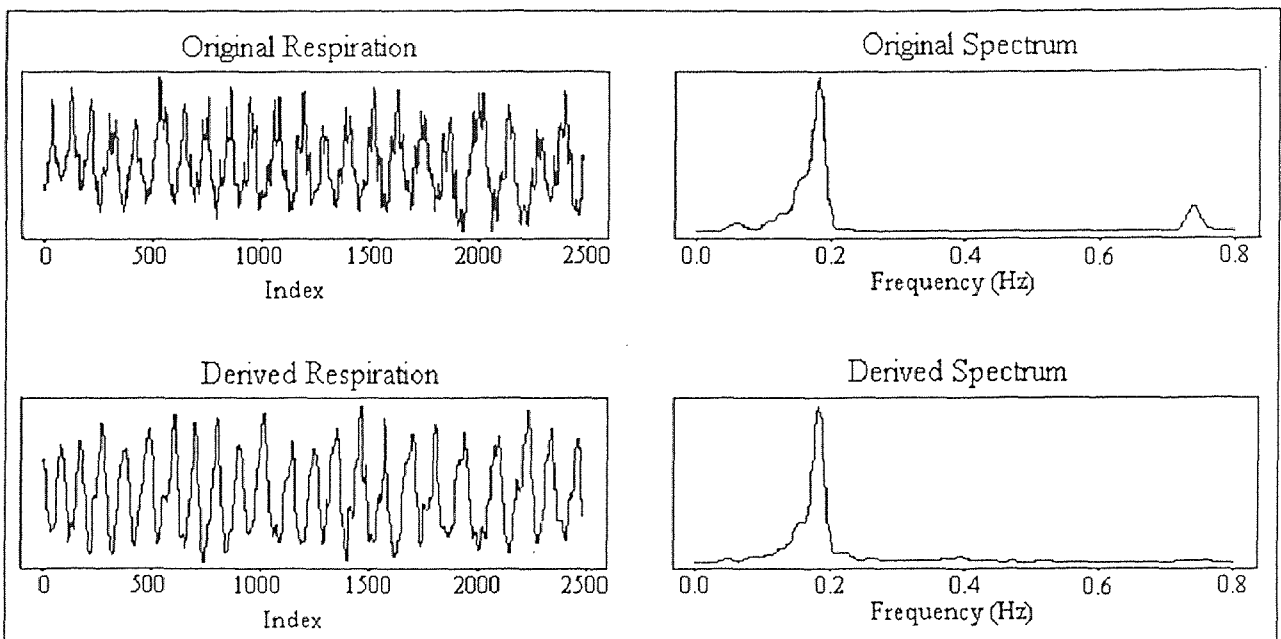 Original Respiration
Original Spectrum
0 500 1000 1500 2000 2500
Index
0.0 0.2 0.4 0.6 0.8
Frequency (Hz)
Derived Respiration
Derived Spectrum
0 500 1000 1500 2000 2500
Index
0.0 0.2 0.4 0.6 0.8
Frequency (Hz)